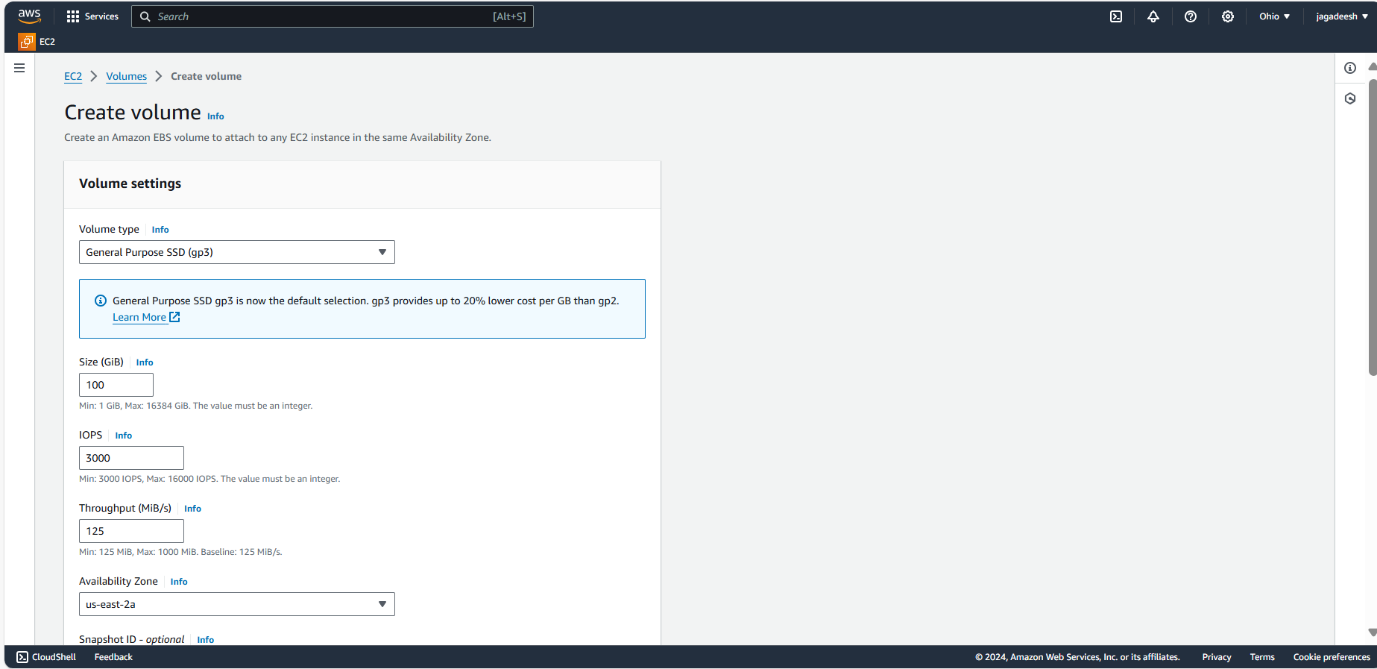 aws Services Search [Alt+S] Ohio ▼ jagadeesh ▼
EC2
EC2 > Volumes > Create volume
Create volume Info
Create an Amazon EBS volume to attach to any EC2 instance in the same Availability Zone.
Volume settings
Volume type Info
General Purpose SSD (gp3)
General Purpose SSD gp3 is now the default selection. gp3 provides up to 20% lower cost per GB than gp2.
Learn More
Size (GiB) Info
100
Min: 1 GiB, Max: 16384 GiB. The value must be an integer.
IOPS Info
3000
Min: 3000 IOPS, Max: 16000 IOPS. The value must be an integer.
Throughput (MiB/s) Info
125
Min: 125 MiB, Max: 1000 MiB. Baseline: 125 MiB/s.
Availability Zone Info
us-east-2a
Snapshot ID - optional Info
CloudShell Feedback © 2024, Amazon Web Services, Inc. or its affiliates. Privacy Terms Cookie preferences